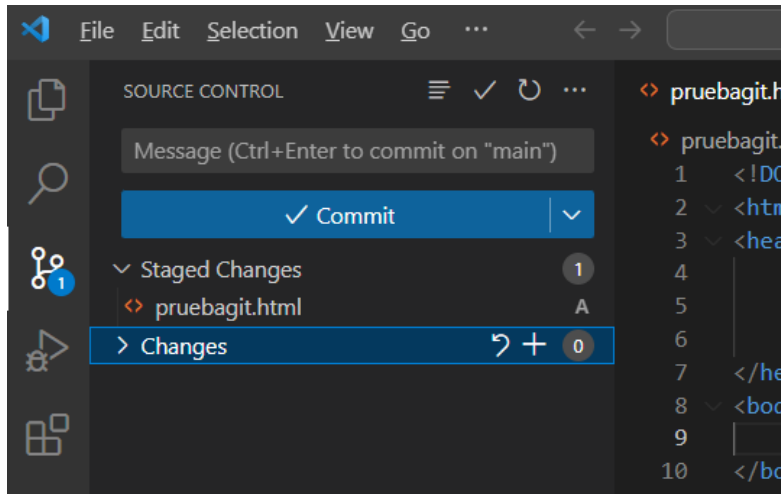 File Edit Selection View Go ...
SOURCE CONTROL
Message (Ctrl+Enter to commit on "main")
Commit
1
Staged Changes 1
pruebagit.html A
Changes 0
pruebagit.h
pruebagit.
1 <!DO
2 <htm
3 <hea
4
5
6
7 </he
8 <bod
9
10 </bo